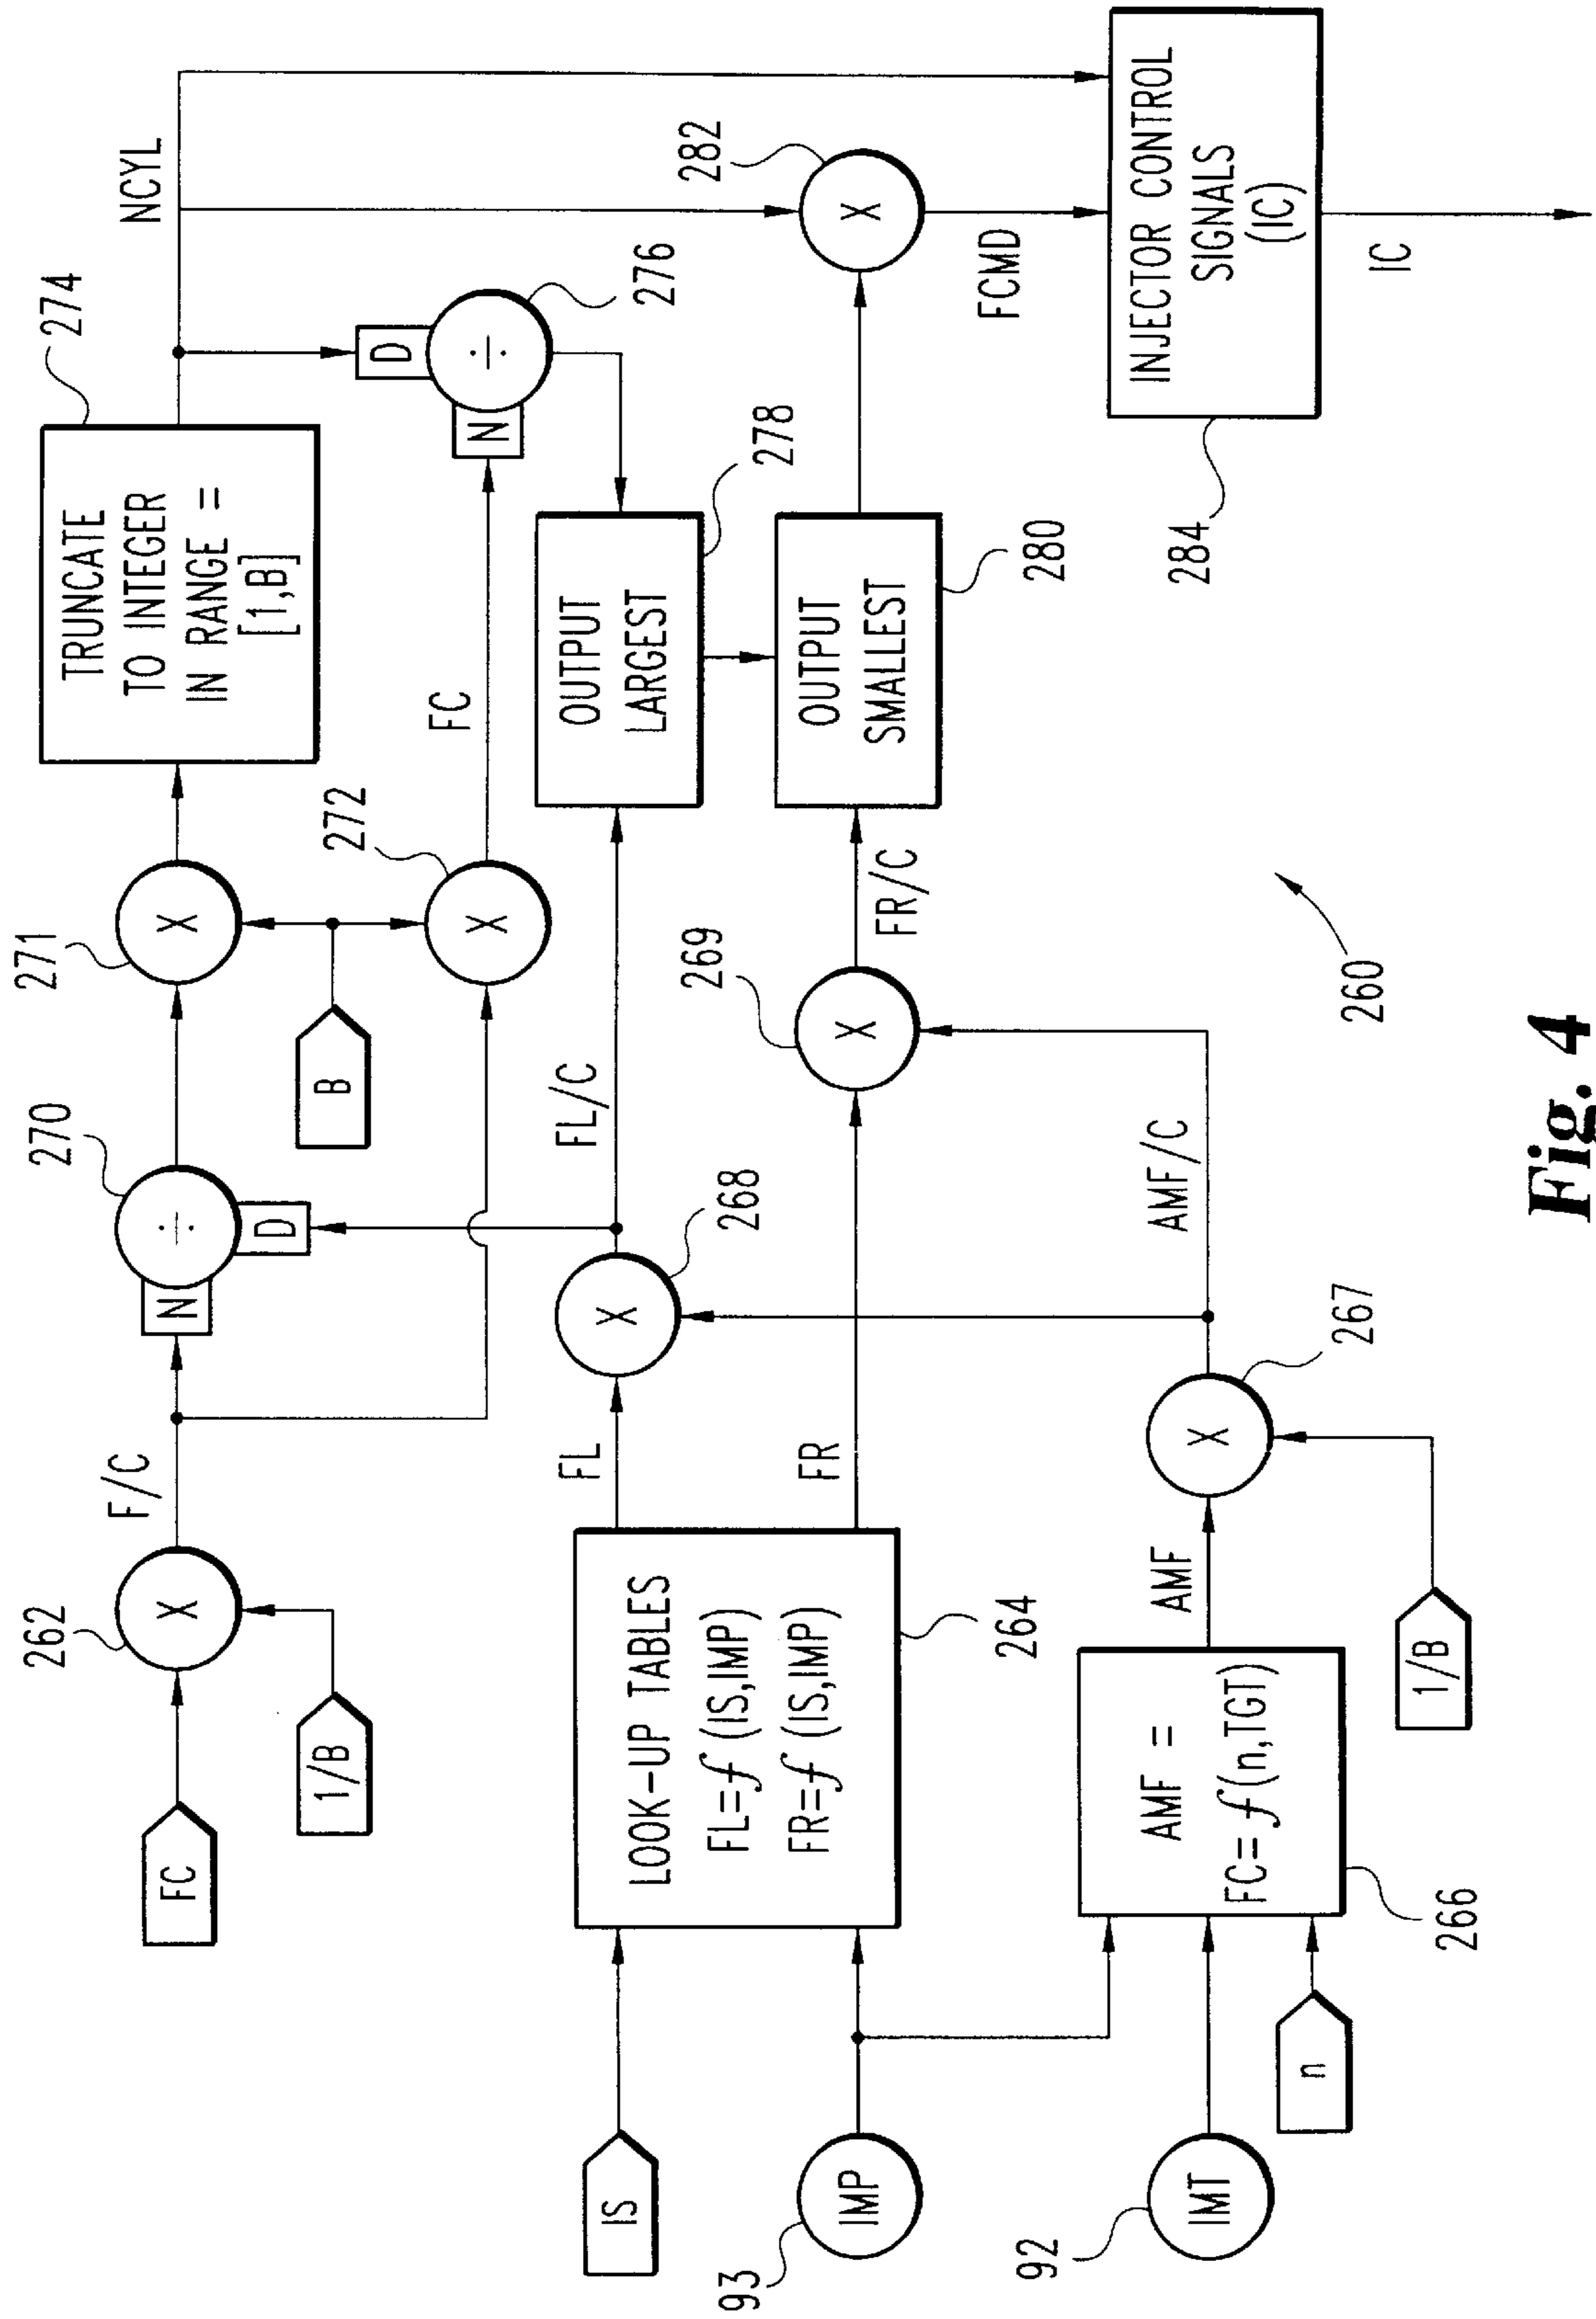 274
TRUNCATE
TO INTEGER
IN RANGE =
[1,B]
NCYL
271
X
270
÷
N
D
F/C
262
X
FC
1/B
B
272
X
FC
N
D
÷
276
IS
LOOK-UP TABLES
FL=f (IS,IMP)
FR=f (IS,IMP)
264
FL
X
268
FL/C
OUTPUT
LARGEST
278
93
IMP
FR
269
X
FR/C
OUTPUT
SMALLEST
280
282
X
FCMD
92
IMT
n
AMF =
FC=f(n,TGT)
266
AMF
X
267
1/B
AMF/C
INJECTOR CONTROL
SIGNALS
(IC)
284
IC
260
Fig. 4